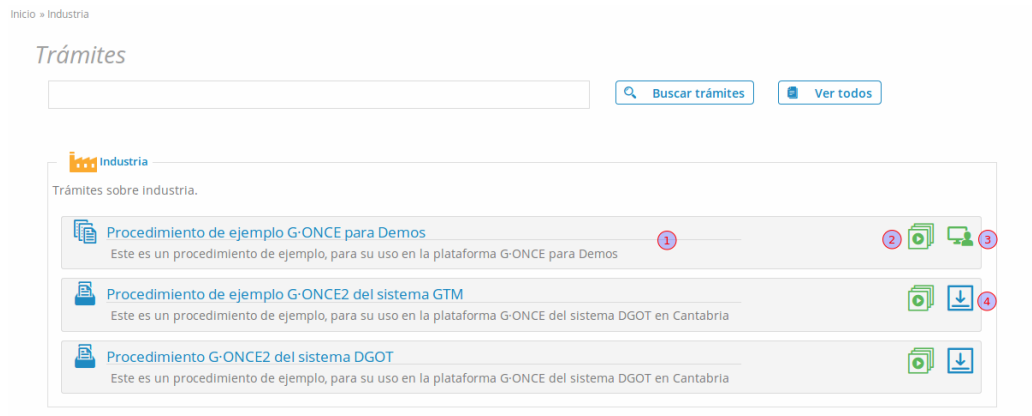 Inicio » Industria
Trámites
Buscar trámites
Ver todos
Industria
Trámites sobre industria.
Procedimiento de ejemplo G·ONCE para Demos
1
2
3
Este es un procedimiento de ejemplo, para su uso en la plataforma G·ONCE para Demos
Procedimiento de ejemplo G·ONCE2 del sistema GTM
4
Este es un procedimiento de ejemplo, para su uso en la plataforma G·ONCE del sistema DGOT en Cantabria
Procedimiento G·ONCE2 del sistema DGOT
Este es un procedimiento de ejemplo, para su uso en la plataforma G·ONCE del sistema DGOT en Cantabria